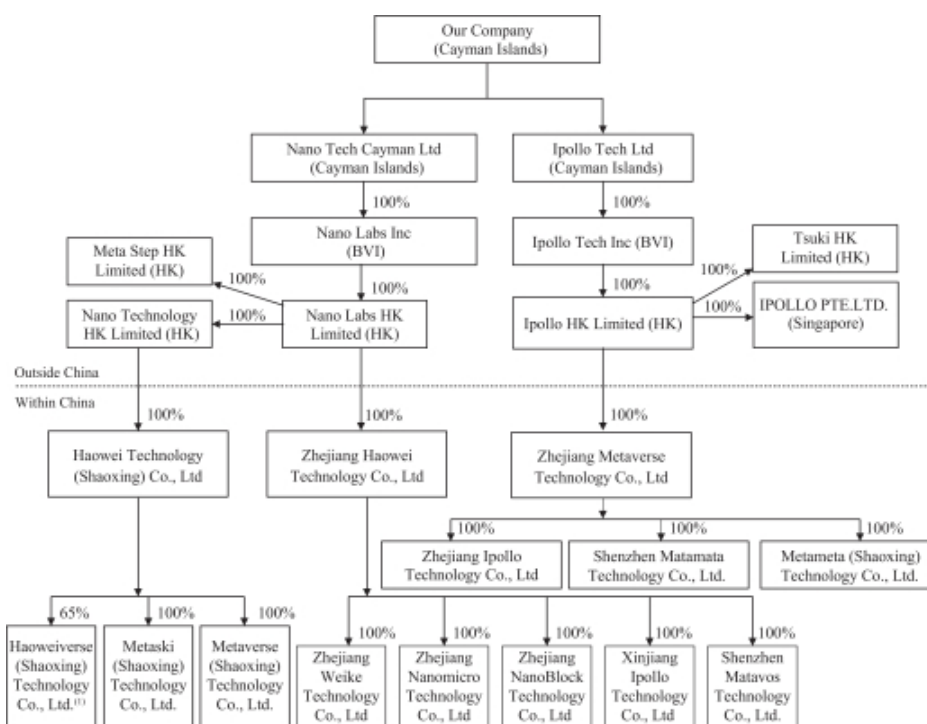 Our Company
(Cayman Islands)
Nano Tech Cayman Ltd
(Cayman Islands)
Ipollo Tech Ltd
(Cayman Islands)
100%
100%
Nano Labs Inc
(BVI)
Ipollo Tech Inc (BVI)
Meta Step HK
Limited (HK)
Tsuki HK
Limited (HK)
100%
100%
100%
100%
Nano Technology
HK Limited (HK)
100%
Nano Labs HK
Limited (HK)
Ipollo HK Limited (HK)
100%
IPOLLO PTE.LTD.
(Singapore)
Outside China
Within China
100%
100%
100%
Haowei Technology
(Shaoxing) Co., Ltd
Zhejiang Haowei
Technology Co., Ltd
Zhejiang Metaverse
Technology Co., Ltd
100%
100%
100%
Zhejiang Ipollo
Technology Co., Ltd
Shenzhen Matamata
Technology Co., Ltd.
Metameta (Shaoxing)
Technology Co., Ltd.
65%
100%
100%
Haoweiverse
(Shaoxing)
Technology
Co., Ltd.(1)
Metaski
(Shaoxing)
Technology
Co., Ltd.
Metaverse
(Shaoxing)
Technology
Co., Ltd.
100%
100%
100%
100%
100%
Zhejiang
Weike
Technology
Co., Ltd
Zhejiang
Nanomicro
Technology
Co., Ltd
Zhejiang
NanoBlock
Technology
Co., Ltd
Xinjiang
Ipollo
Technology
Co., Ltd
Shenzhen
Matavos
Technology
Co., Ltd.